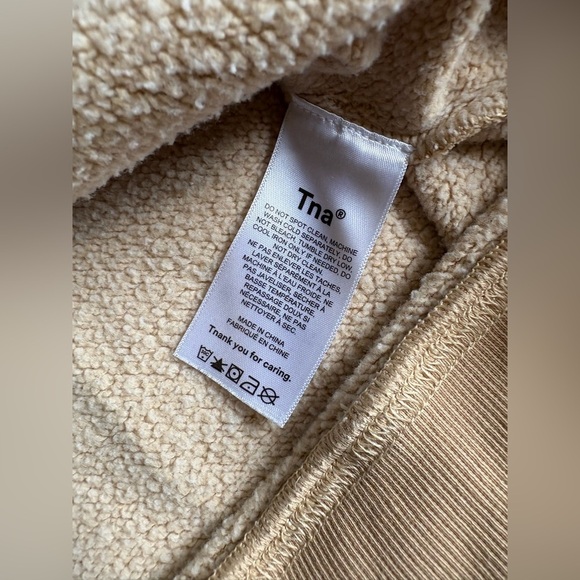 Tna®
DO NOT SPOT CLEAN, MACHINE
WASH COLD SEPARATELY, DO
NOT BLEACH, TUMBLE DRY LOW,
COOL IRON ONLY IF NEEDED, DO
NOT DRY CLEAN.
NE PAS ENLEVER LES TACHES,
LAVER SÉPARÉMENT À LA
MACHINE À L'EAU FROIDE, NE
PAS JAVELISER, SÉCHER À
BASSE TEMPÉRATURE,
REPASSAGE DOUX SI
NÉCESSAIRE, NE PAS
NETTOYER À SEC.
MADE IN CHINA
FABRIQUÉ EN CHINE
Thank you for caring.